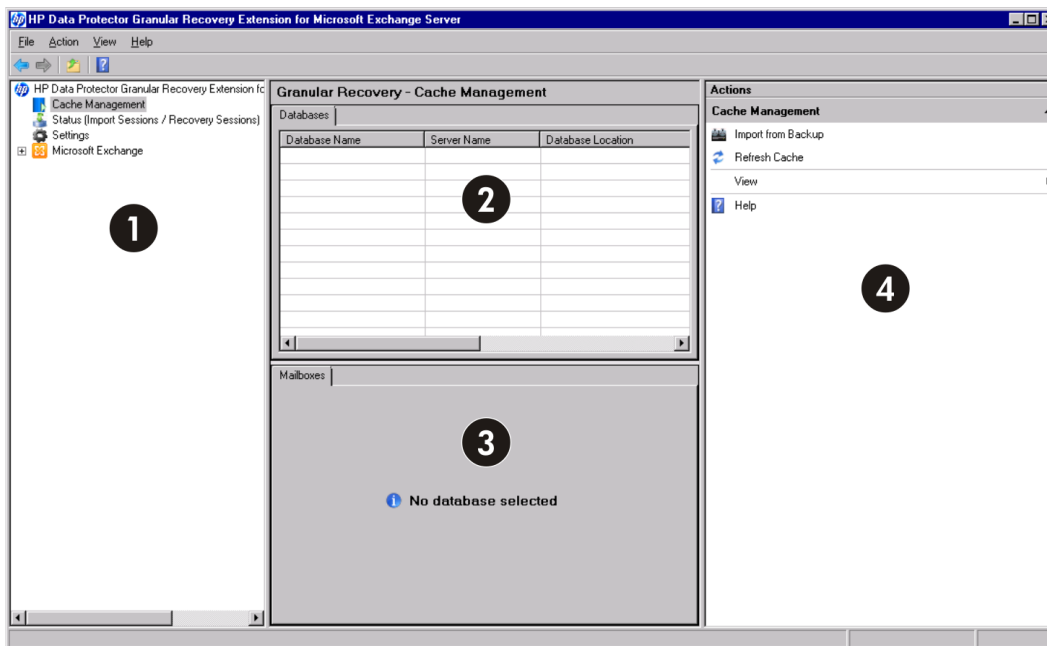 HP Data Protector Granular Recovery Extension for Microsoft Exchange Server
File Action View Help
HP Data Protector Granular Recovery Extension fo
Cache Management
Status (Import Sessions / Recovery Sessions)
Settings
Microsoft Exchange
1
Granular Recovery - Cache Management
Databases
Database Name Server Name Database Location
2
Mailboxes
3
No database selected
Actions
Cache Management
Import from Backup
Refresh Cache
View
Help
4